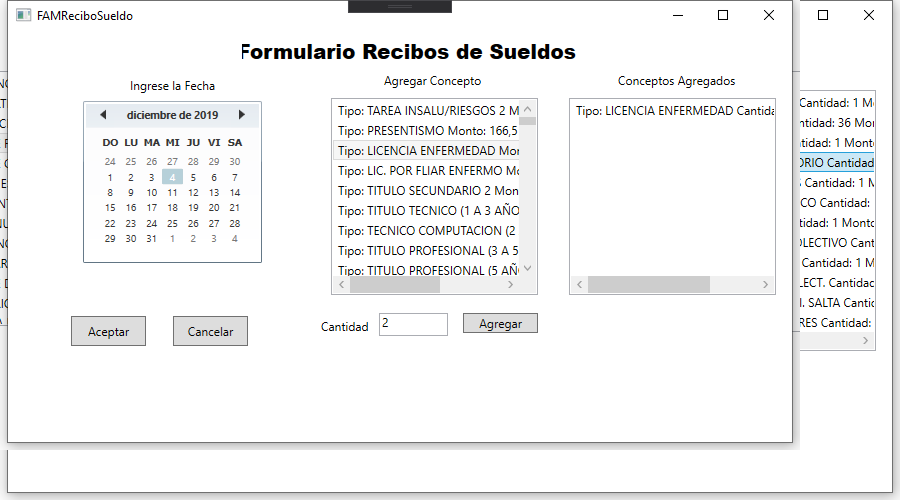 FAMReciboSueldo
Formulario Recibos de Sueldos
Ingrese la Fecha
diciembre de 2019
DO LU MA MI JU VI SA
24 25 26 27 28 29 30
1 2 3 4 5 6 7
8 9 10 11 12 13 14
15 16 17 18 19 20 21
22 23 24 25 26 27 28
29 30 31 1 2 3 4
Aceptar
Cancelar
Agregar Concepto
Tipo: TAREA INSALU/RIESGOS 2 M
Tipo: PRESENTISMO Monto: 166,5
Tipo: LICENCIA ENFERMEDAD Mon
Tipo: LIC. POR FLIAR ENFERMO Mo
Tipo: TITULO SECUNDARIO 2 Mon
Tipo: TITULO TECNICO (1 A 3 AÑO
Tipo: TECNICO COMPUTACION (2
Tipo: TITULO PROFESIONAL (3 A 5
Tipo: TITULO PROFESIONAL (5 AÑ
Cantidad
2
Agregar
Conceptos Agregados
Tipo: LICENCIA ENFERMEDAD Cantida
Cantidad: 1 M
ntidad: 36 Mon
tidad: 1 Mont
ORIO Cantidad
S Cantidad: 1 M
CO Cantidad:
tidad: 1 Monto
OLECTIVO Cant
Cantidad: 1 M
LECT. Cantidad
I. SALTA Cantid
RES Cantidad: